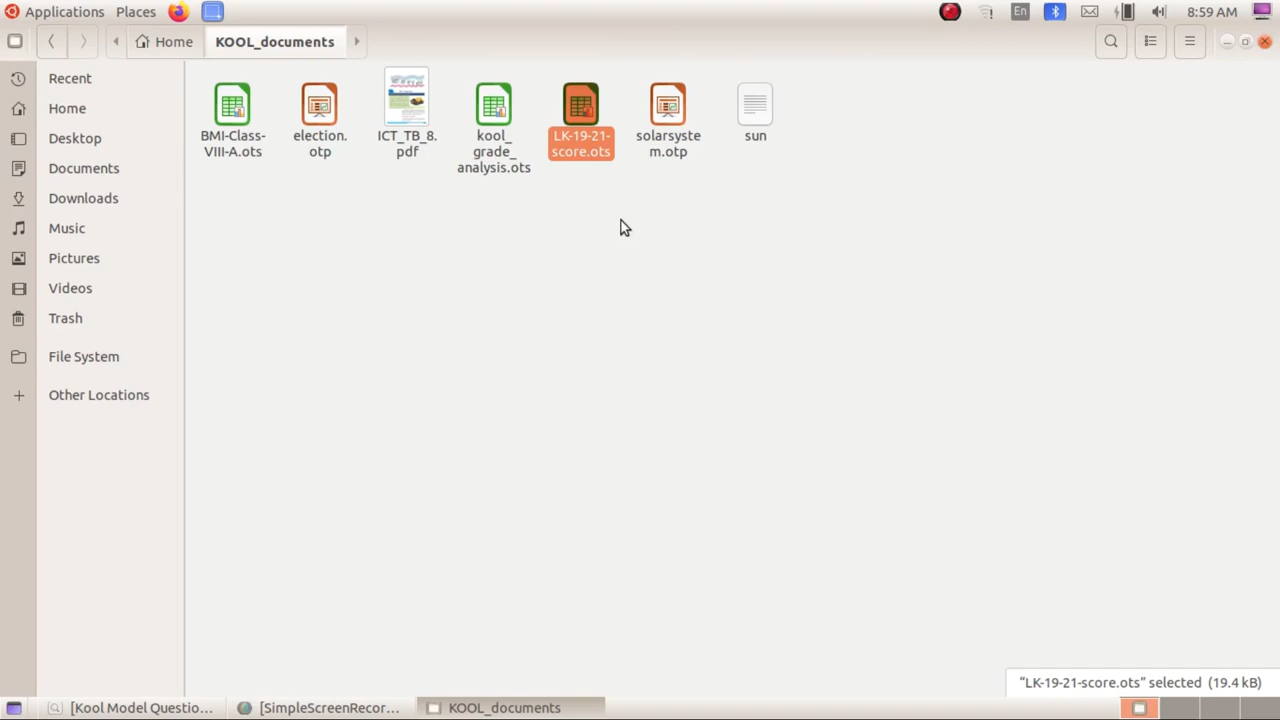 Applications Places
En
8:59 AM
Home
KOOL_documents
Recent
Home
Desktop
Documents
Downloads
Music
Pictures
Videos
Trash
File System
Other Locations
BMI-Class-
VIII-A.ots
election.
otp
ICT_TB_8.
pdf
kool_
grade_
analysis.ots
LK-19-21-
score.ots
solarsyste
m.otp
sun
"LK-19-21-score.ots" selected (19.4 kB)
[Kool Model Questio...
[SimpleScreenRecor...
KOOL_documents